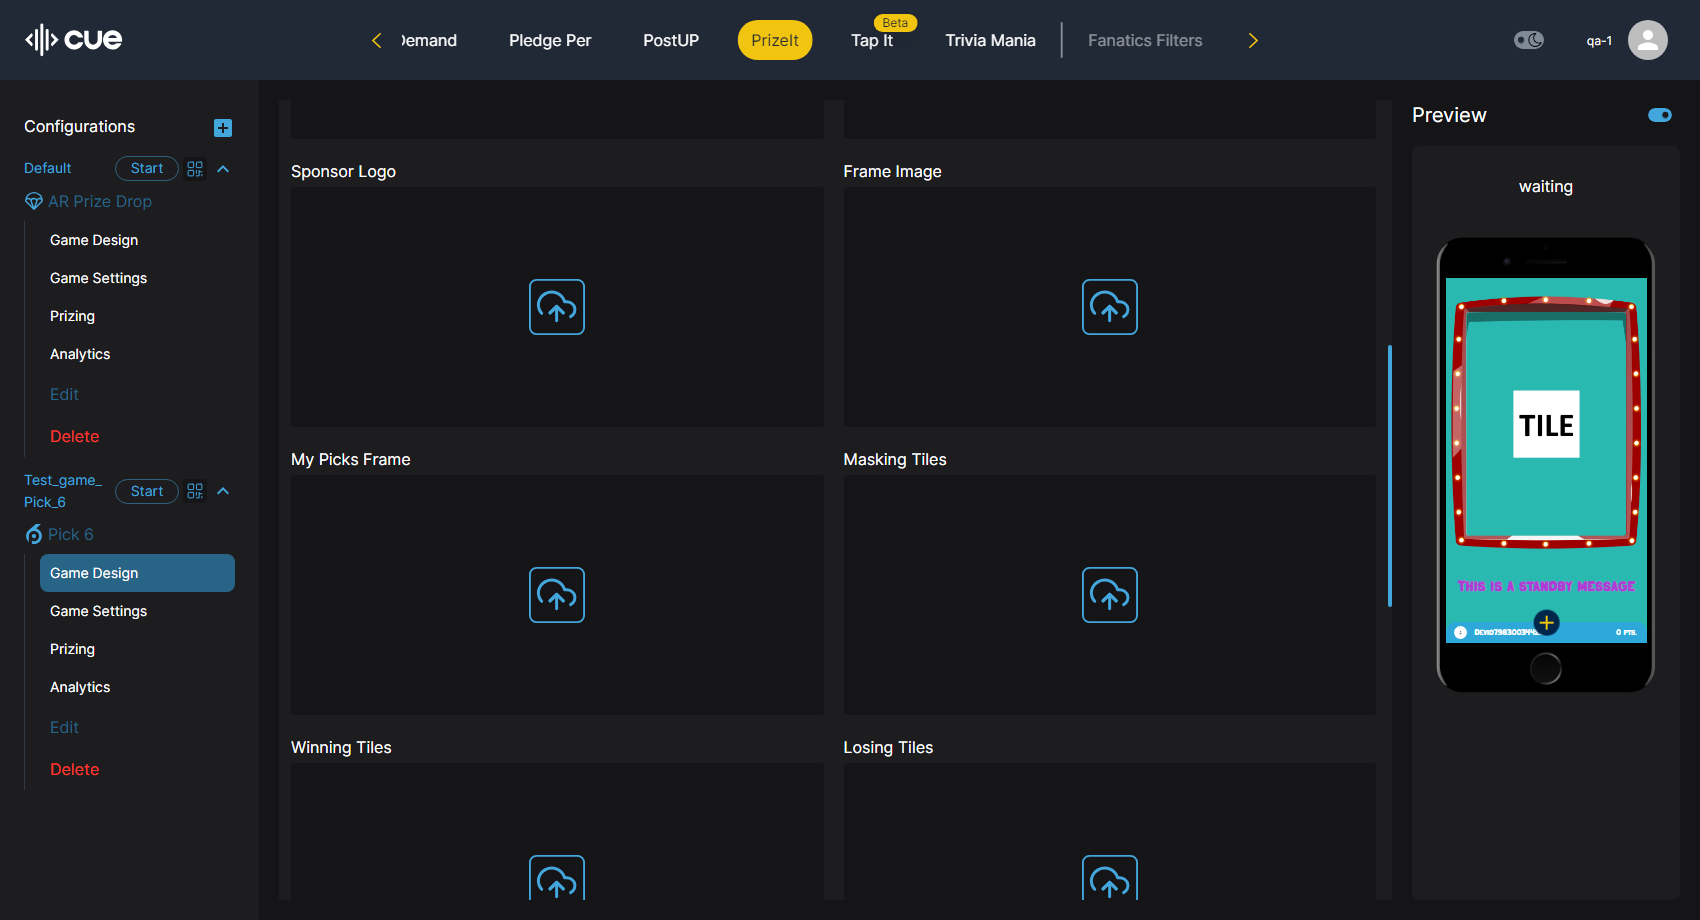 cue
Demand
Pledge Per
PostUP
PrizeIt
Beta
Tap It
Trivia Mania
Fanatics Filters
qa-1
Configurations
Default
Start
AR Prize Drop
Game Design
Game Settings
Prizing
Analytics
Edit
Delete
Test_game_
Pick_6
Start
Pick 6
Game Design
Game Settings
Prizing
Analytics
Edit
Delete
Sponsor Logo
Frame Image
My Picks Frame
Masking Tiles
Winning Tiles
Losing Tiles
Preview
waiting
TILE
THIS IS A STANDBY MESSAGE
0 PTS.